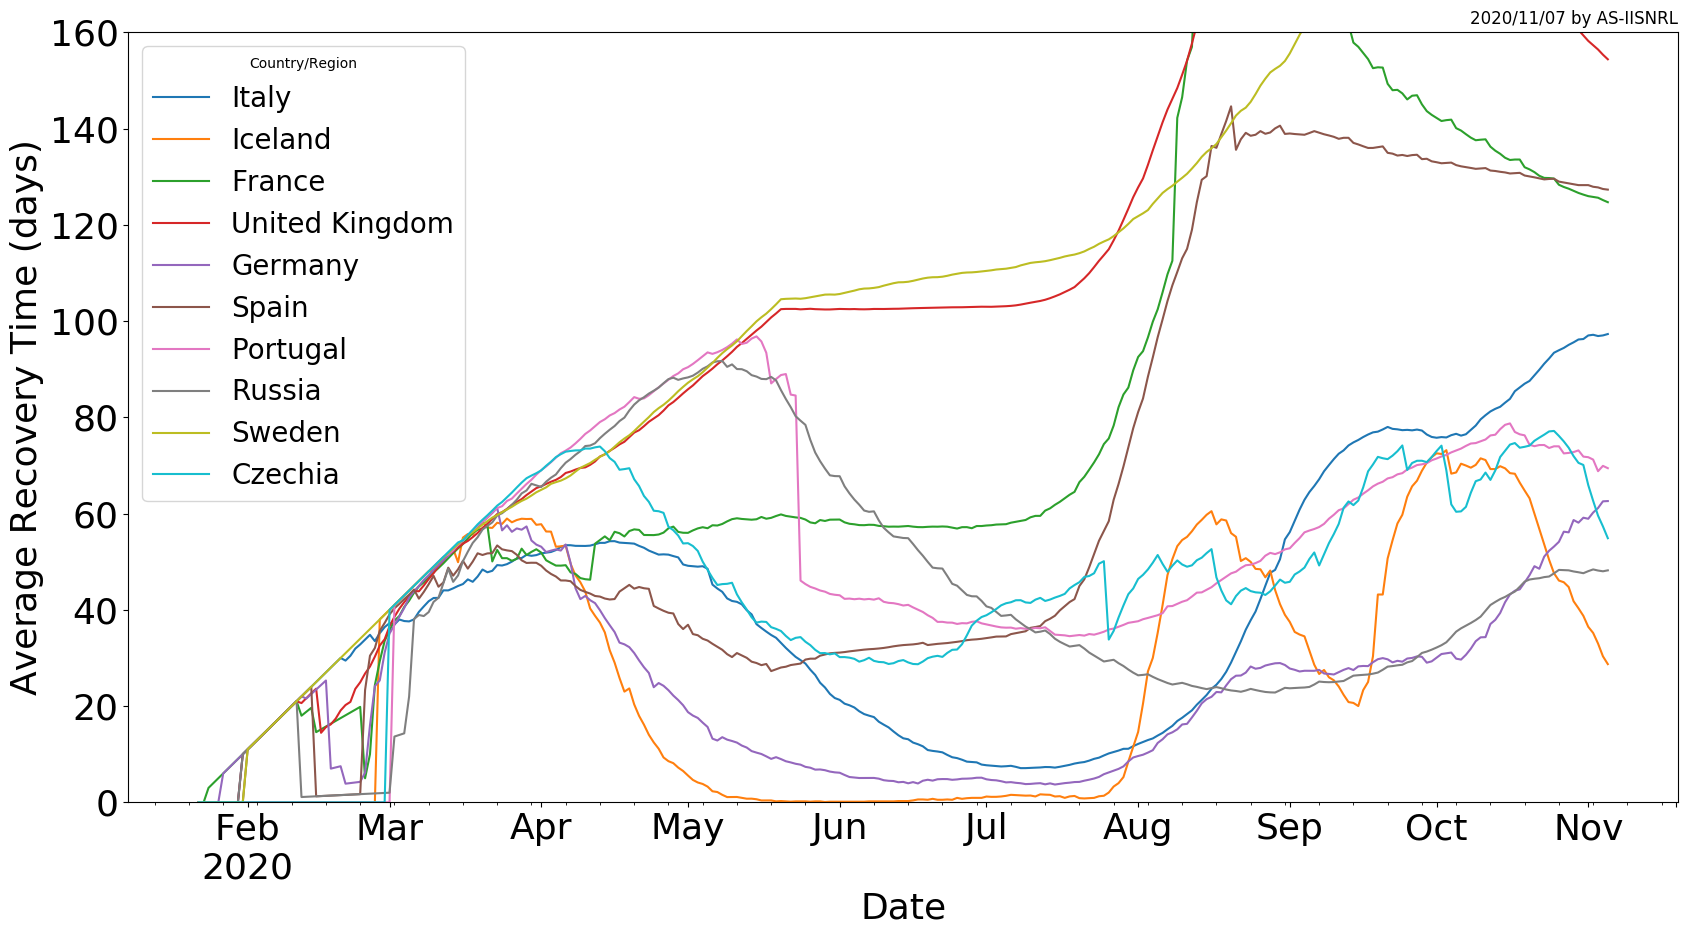 2020/11/07 by AS-IISNRL
160
140
120
100
80
60
40
20
0
Average Recovery Time (days)
Country/Region
Italy
Iceland
France
United Kingdom
Germany
Spain
Portugal
Russia
Sweden
Czechia
Feb Mar Apr May Jun Jul Aug Sep Oct Nov
2020
Date